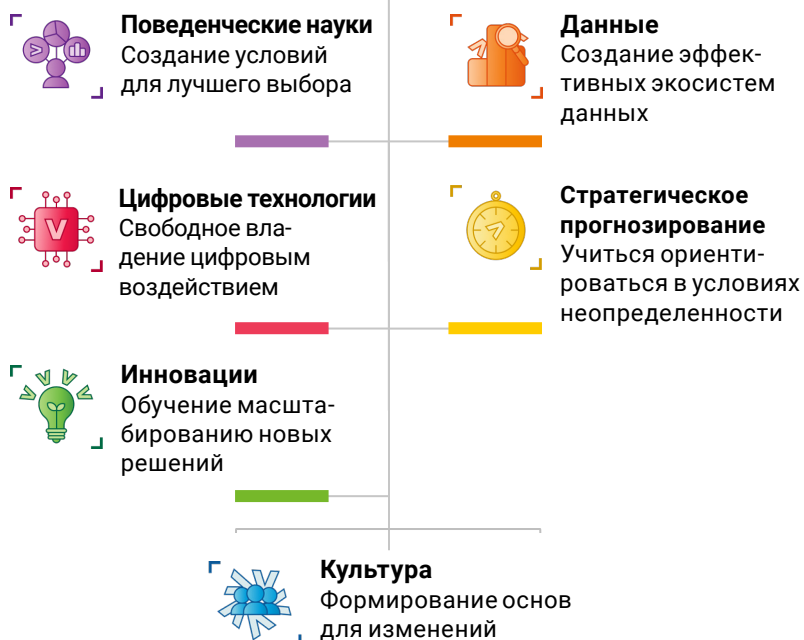 Поведенческие науки
Создание условий
для лучшего выбора
Данные
Создание эффек-
тивных экосистем
данных
Цифровые технологии
Свободное вла-
дение цифровым
воздействием
Стратегическое
прогнозирование
Учиться ориенти-
роваться в условиях
неопределенности
Инновации
Обучение масшта-
бированию новых
решений
Культура
Формирование основ
для изменений